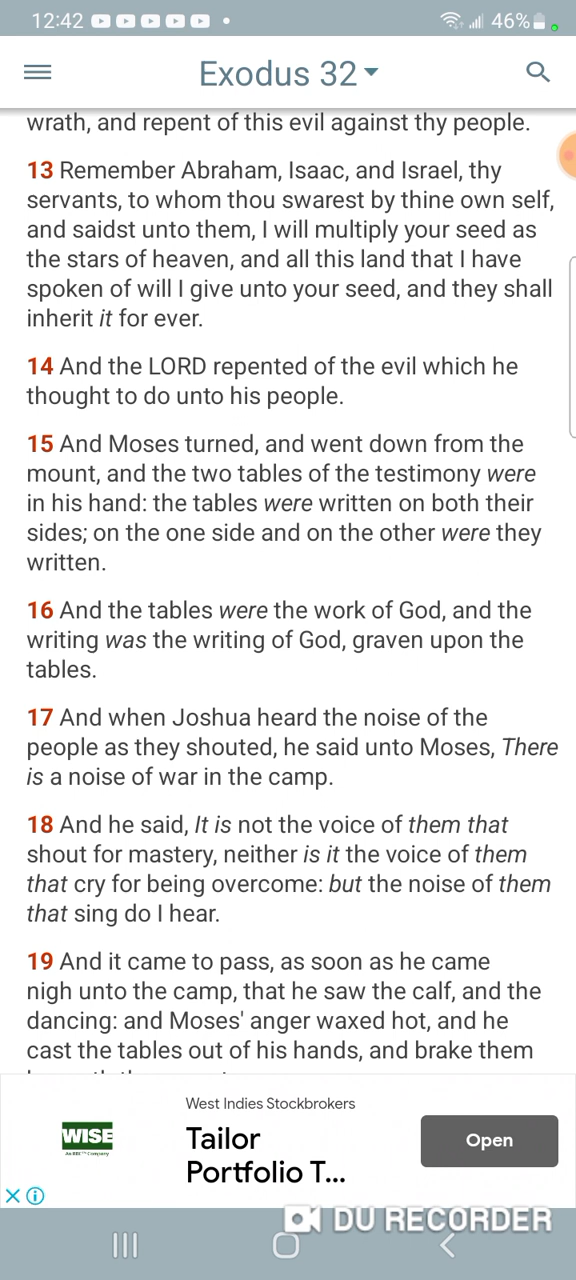 12:42
46%
Exodus 32
wrath, and repent of this evil against thy people.
13 Remember Abraham, Isaac, and Israel, thy
servants, to whom thou swarest by thine own self,
and saidst unto them, I will multiply your seed as
the stars of heaven, and all this land that I have
spoken of will I give unto your seed, and they shall
inherit it for ever.
14 And the LORD repented of the evil which he
thought to do unto his people.
15 And Moses turned, and went down from the
mount, and the two tables of the testimony were
in his hand: the tables were written on both their
sides; on the one side and on the other were they
written.
16 And the tables were the work of God, and the
writing was the writing of God, graven upon the
tables.
17 And when Joshua heard the noise of the
people as they shouted, he said unto Moses, There
is a noise of war in the camp.
18 And he said, It is not the voice of them that
shout for mastery, neither is it the voice of them
that cry for being overcome: but the noise of them
that sing do I hear.
19 And it came to pass, as soon as he came
nigh unto the camp, that he saw the calf, and the
dancing: and Moses' anger waxed hot, and he
cast the tables out of his hands, and brake them
West Indies Stockbrokers
WISE
Tailor
Portfolio T...
Open
DU RECORDER